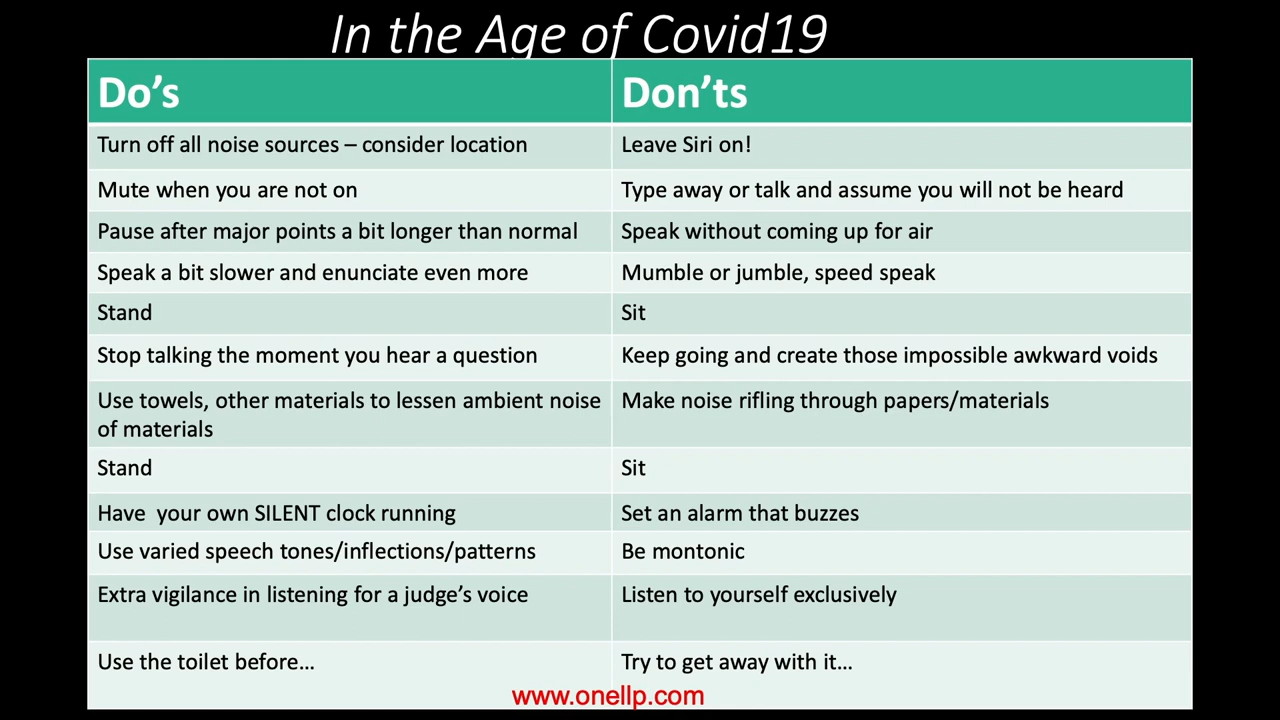 In the Age of Covid19
Do's
Don'ts
Turn off all noise sources – consider location
Leave Siri on!
Mute when you are not on
Type away or talk and assume you will not be heard
Pause after major points a bit longer than normal
Speak without coming up for air
Speak a bit slower and enunciate even more
Mumble or jumble, speed speak
Stand
Sit
Stop talking the moment you hear a question
Keep going and create those impossible awkward voids
Use towels, other materials to lessen ambient noise
of materials
Make noise rifling through papers/materials
Stand
Sit
Have  your own SILENT clock running
Set an alarm that buzzes
Use varied speech tones/inflections/patterns
Be montonic
Extra vigilance in listening for a judge's voice
Listen to yourself exclusively
Use the toilet before…
Try to get away with it…
www.onellp.com